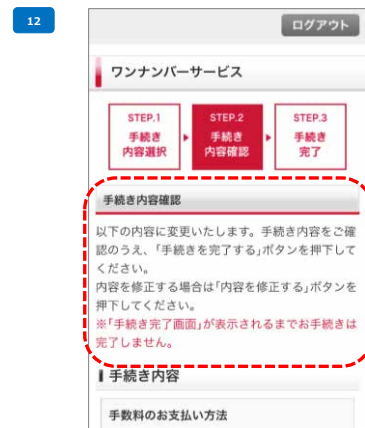 12
ログアウト
ワンナンバーサービス
STEP.1
手続き
内容選択
STEP.2
手続き
内容確認
STEP.3
手続き
完了
手続き内容確認
以下の内容に変更いたします。手続き内容をご確
認のうえ、「手続きを完了する」ボタンを押下して
ください。
内容を修正する場合は「内容を修正する」ボタンを
押下してください。
※「手続き完了画面」が表示されるまでお手続きは
完了しません。
手続き内容
手数料のお支払い方法